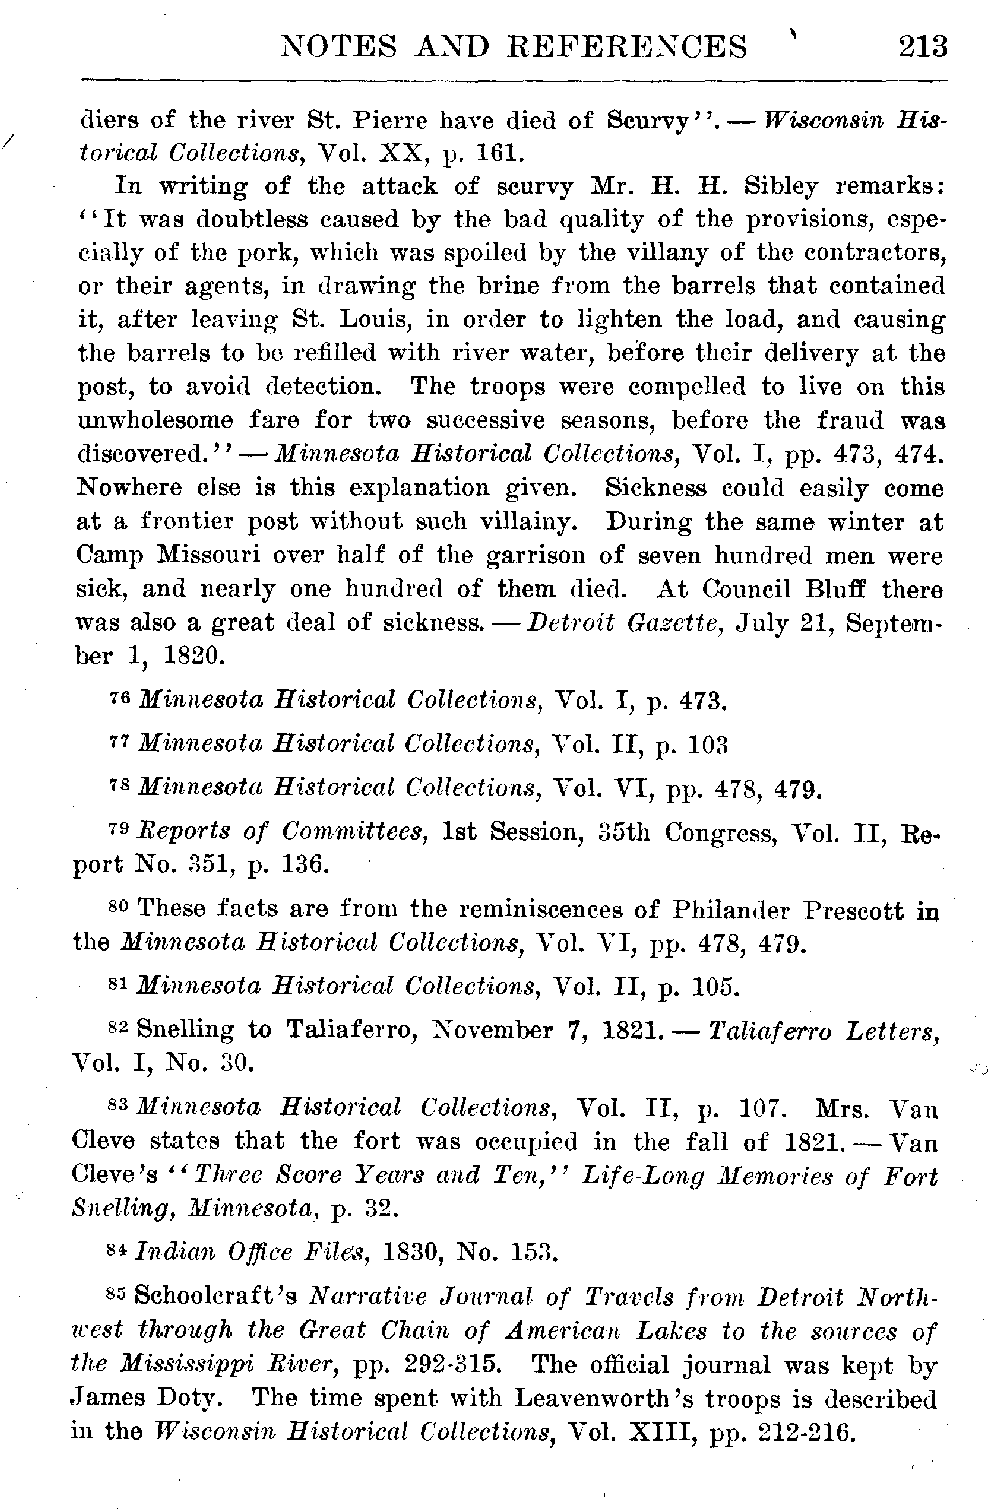 NOTES AND REFERENCES 213
diers of the river St. Pierre have died of Scurvy’’. — Wisconsin His-
torical Collections, Vol. XX, p. 161.
In writing of the attack of scurvy Mr. H. H. Sibley remarks:
‘‘It was doubtless caused by the bad quality of the provisions, espe-
cially of the pork, which was spoiled by the villany of the contractors,
or their agents, in drawing the brine from the barrels that contained
it, after leaving St. Louis, in order to lighten the load, and causing
the barrels to be refilled with river water, before their delivery at the
post, to avoid detection. The troops were compelled to live on this
unwholesome fare for two successive seasons, before the fraud was
discovered.’’ — Minnesota Historical Collections, Vol. I, pp. 473, 474.
Nowhere else is this explanation given. Sickness could easily come
at a frontier post without such villainy. During the same winter at
Camp Missouri over half of the garrison of seven hundred men were
sick, and nearly one hundred of them died. At Council Bluff there
was also a great deal of sickness. — Detroit Gazette, July 21, Septem-
ber 1, 1820.
76 Minnesota Historical Collections, Vol. I, p. 473.
77 Minnesota Historical Collections, Vol. II, p. 103
78 Minnesota Historical Collections, Vol. VI, pp. 478, 479.
79 Reports of Committees, 1st Session, 35th Congress, Vol. II, Re-
port No. 351, p. 136.
80 These facts are from the reminiscences of Philander Prescott in
the Minnesota Historical Collections, Vol. VI, pp. 478, 479.
81 Minnesota Historical Collections, Vol. II, p. 105.
82 Snelling to Taliaferro, November 7, 1821. — Taliaferro Letters,
Vol. I, No. 30.
83 Minnesota Historical Collections, Vol. II, p. 107. Mrs. Van
Cleve states that the fort was occupied in the fall of 1821. — Van
Cleve’s ‘‘Three Score Years and Ten,’’ Life-Long Memories of Fort
Snelling, Minnesota, p. 32.
84 Indian Office Files, 1830, No. 153.
85 Schoolcraft’s Narrative Journal of Travels from Detroit North-
west through the Great Chain of American Lakes to the sources of
the Mississippi River, pp. 292-315. The official journal was kept by
James Doty. The time spent with Leavenworth’s troops is described
in the Wisconsin Historical Collections, Vol. XIII, pp. 212-216.